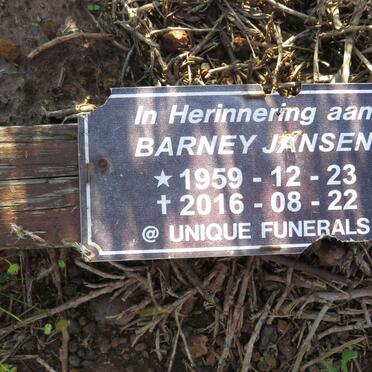 In Herinnering aan
BARNEY JANSEN
★ 1959 - 12 - 23
✝ 2016 - 08 - 22
@ UNIQUE FUNERALS